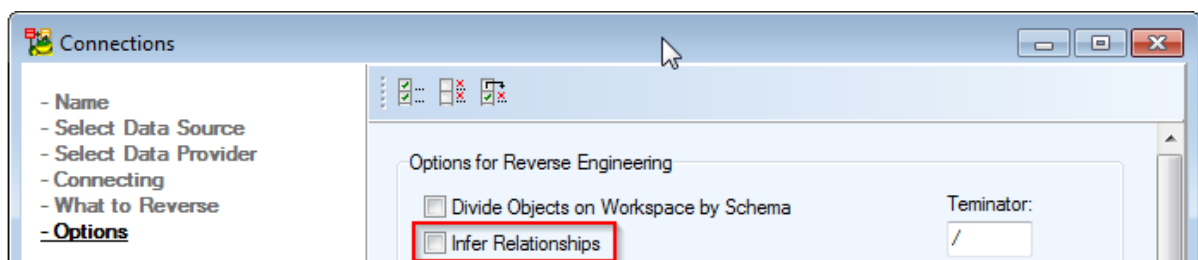 Connections
- Name
- Select Data Source
- Select Data Provider
- Connecting
- What to Reverse
- Options
Options for Reverse Engineering
Divide Objects on Workspace by Schema
Teminator:
Infer Relationships
/